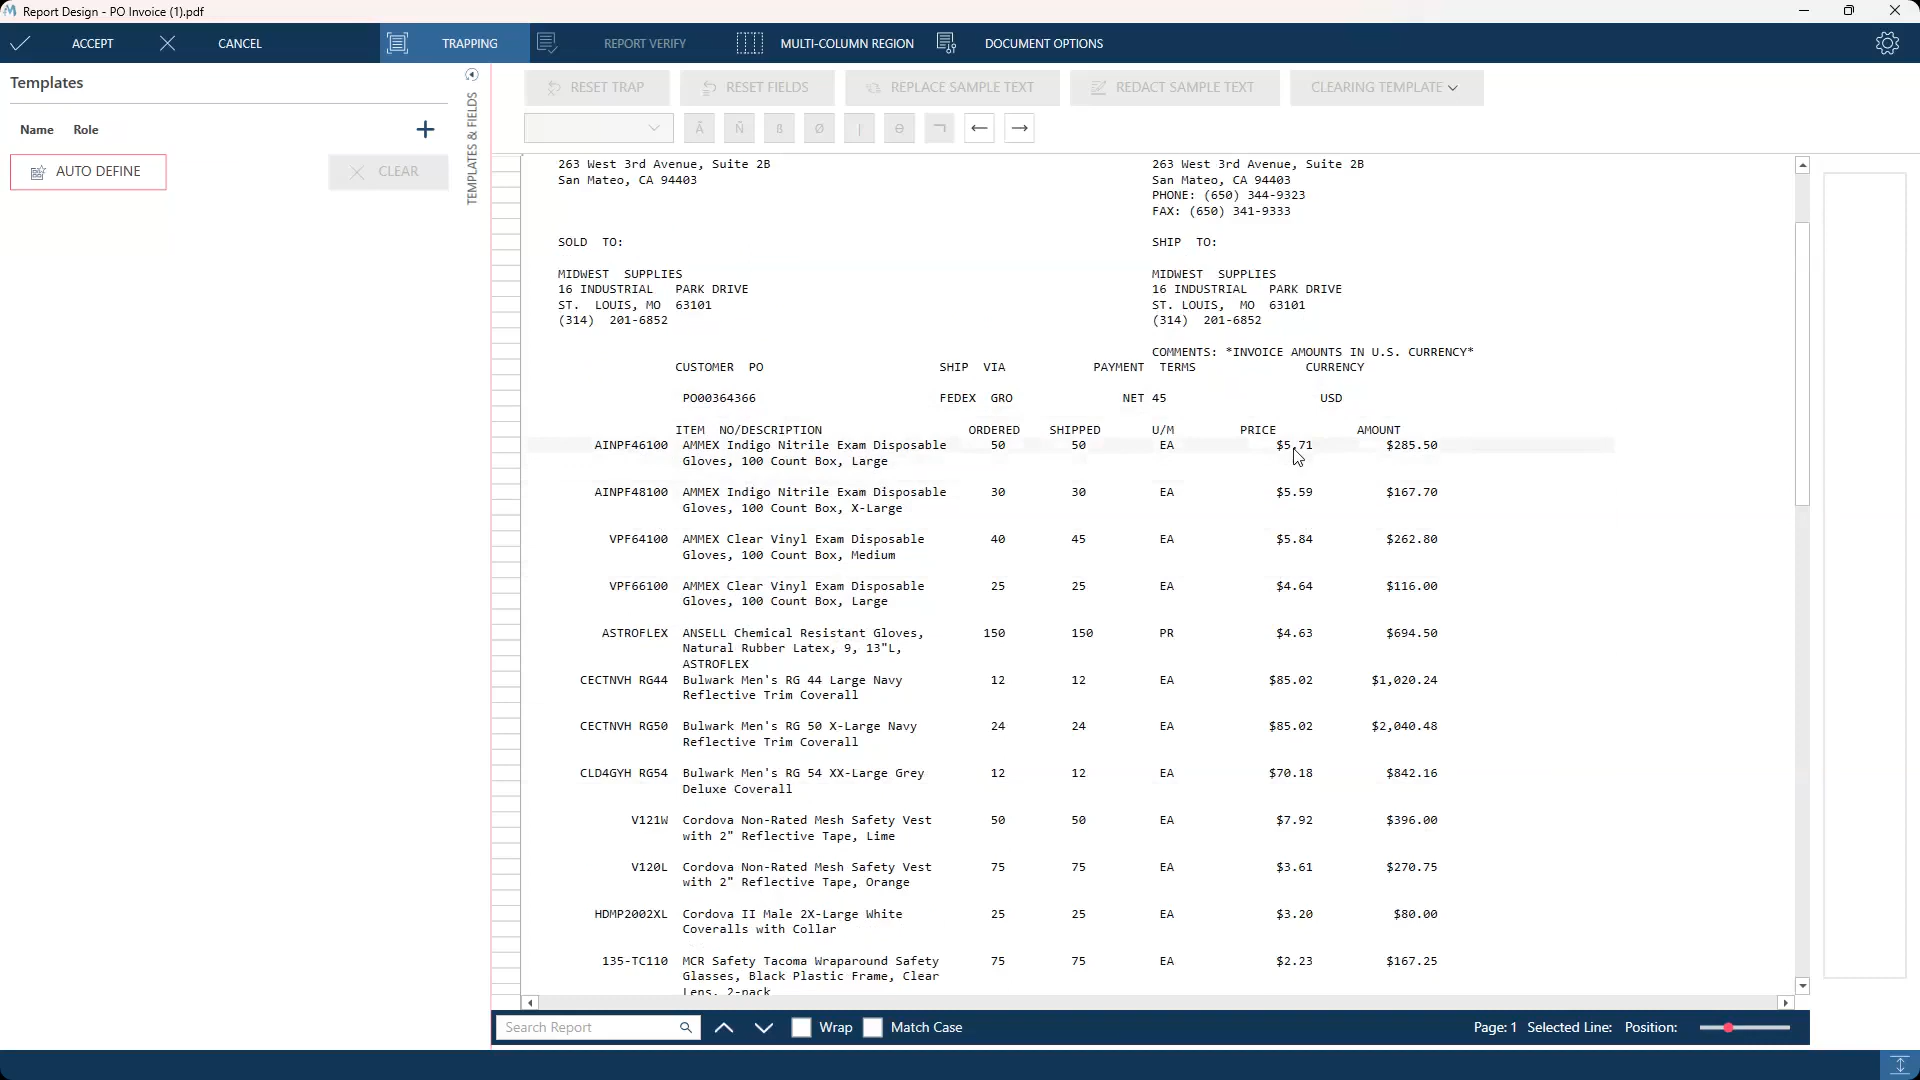 Report Design - PO Invoice (1).pdf
ACCEPT CANCEL TRAPPING REPORT VERIFY MULTI-COLUMN REGION DOCUMENT OPTIONS
Templates
Name Role
AUTO DEFINE CLEAR
TEMPLATES & FIELDS
RESET TRAP RESET FIELDS REPLACE SAMPLE TEXT REDACT SAMPLE TEXT CLEARING TEMPLATE
Ã Ñ ß Ø | ɵ ¬ ← →
263 West 3rd Avenue, Suite 2B 263 West 3rd Avenue, Suite 2B
San Mateo, CA 94403 San Mateo, CA 94403
PHONE: (650) 344-9323
FAX: (650) 341-9333
SOLD TO: SHIP TO:
MIDWEST SUPPLIES MIDWEST SUPPLIES
16 INDUSTRIAL PARK DRIVE 16 INDUSTRIAL PARK DRIVE
ST. LOUIS, MO 63101 ST. LOUIS, MO 63101
(314) 201-6852 (314) 201-6852
COMMENTS: *INVOICE AMOUNTS IN U.S. CURRENCY*
CUSTOMER PO SHIP VIA PAYMENT TERMS CURRENCY
PO00364366 FEDEX GRO NET 45 USD
ITEM NO/DESCRIPTION ORDERED SHIPPED U/M PRICE AMOUNT
AINPF46100 AMMEX Indigo Nitrile Exam Disposable 50 50 EA $5.71 $285.50
Gloves, 100 Count Box, Large
AINPF48100 AMMEX Indigo Nitrile Exam Disposable 30 30 EA $5.59 $167.70
Gloves, 100 Count Box, X-Large
VPF64100 AMMEX Clear Vinyl Exam Disposable 40 45 EA $5.84 $262.80
Gloves, 100 Count Box, Medium
VPF66100 AMMEX Clear Vinyl Exam Disposable 25 25 EA $4.64 $116.00
Gloves, 100 Count Box, Large
ASTROFLEX ANSELL Chemical Resistant Gloves, 150 150 PR $4.63 $694.50
Natural Rubber Latex, 9, 13"L,
ASTROFLEX
CECTNVH RG44 Bulwark Men's RG 44 Large Navy 12 12 EA $85.02 $1,020.24
Reflective Trim Coverall
CECTNVH RG50 Bulwark Men's RG 50 X-Large Navy 24 24 EA $85.02 $2,040.48
Reflective Trim Coverall
CLD4GYH RG54 Bulwark Men's RG 54 XX-Large Grey 12 12 EA $70.18 $842.16
Deluxe Coverall
V121W Cordova Non-Rated Mesh Safety Vest 50 50 EA $7.92 $396.00
with 2" Reflective Tape, Lime
V120L Cordova Non-Rated Mesh Safety Vest 75 75 EA $3.61 $270.75
with 2" Reflective Tape, Orange
HDMP2002XL Cordova II Male 2X-Large White 25 25 EA $3.20 $80.00
Coveralls with Collar
135-TC110 MCR Safety Tacoma Wraparound Safety 75 75 EA $2.23 $167.25
Glasses, Black Plastic Frame, Clear
Lens, 2-pack
Search Report Wrap Match Case Page: 1 Selected Line: Position: